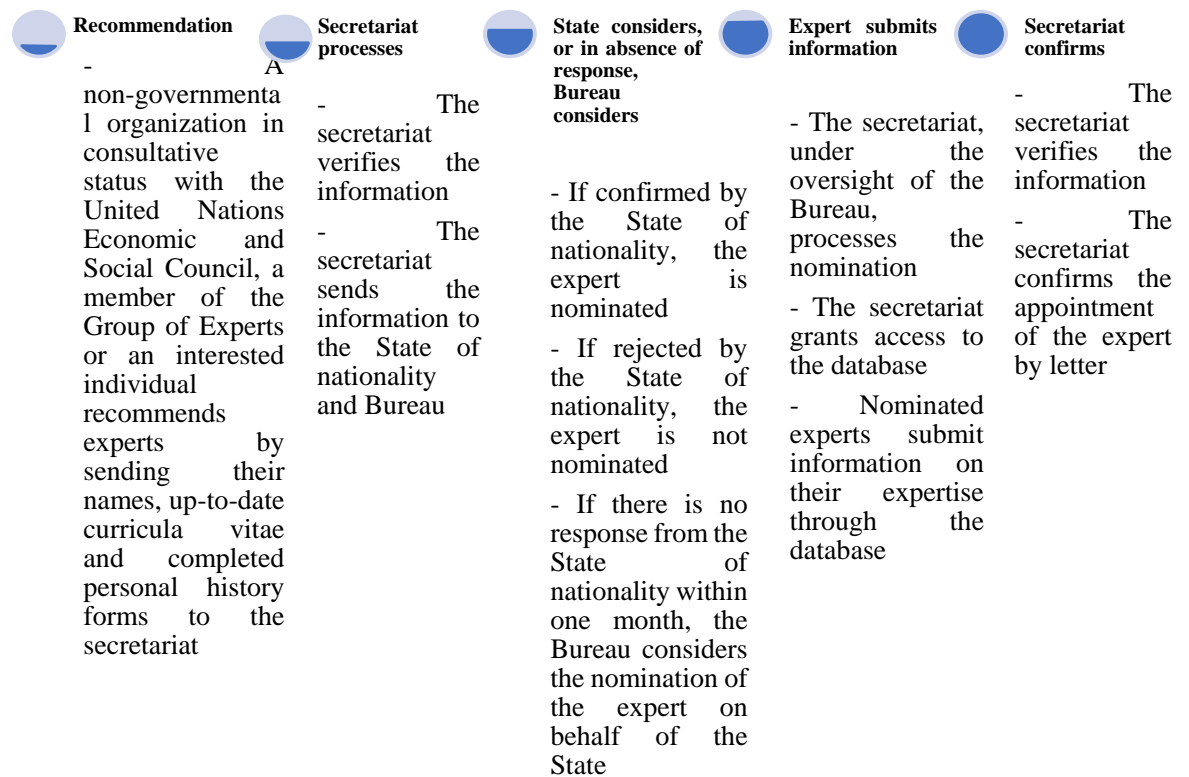 Recommendation
- A
non-governmenta
l organization in
consultative
status with the
United Nations
Economic and
Social Council, a
member of the
Group of Experts
or an interested
individual
recommends
experts by
sending their
names, up-to-date
curricula vitae
and completed
personal history
forms to the
secretariat
Secretariat
processes
- The
secretariat
verifies the
information
- The
secretariat
sends the
information to
the State of
nationality
and Bureau
State considers,
or in absence of
response,
Bureau
considers
- If confirmed by
the State of
nationality, the
expert is
nominated
- If rejected by
the State of
nationality, the
expert is not
nominated
- If there is no
response from the
State of
nationality within
one month, the
Bureau considers
the nomination of
the expert on
behalf of the
State
Expert submits
information
- The secretariat,
under the
oversight of the
Bureau,
processes the
nomination
- The secretariat
grants access to
the database
- Nominated
experts submit
information on
their expertise
through the
database
Secretariat
confirms
- The
secretariat
verifies the
information
- The
secretariat
confirms the
appointment
of the expert
by letter